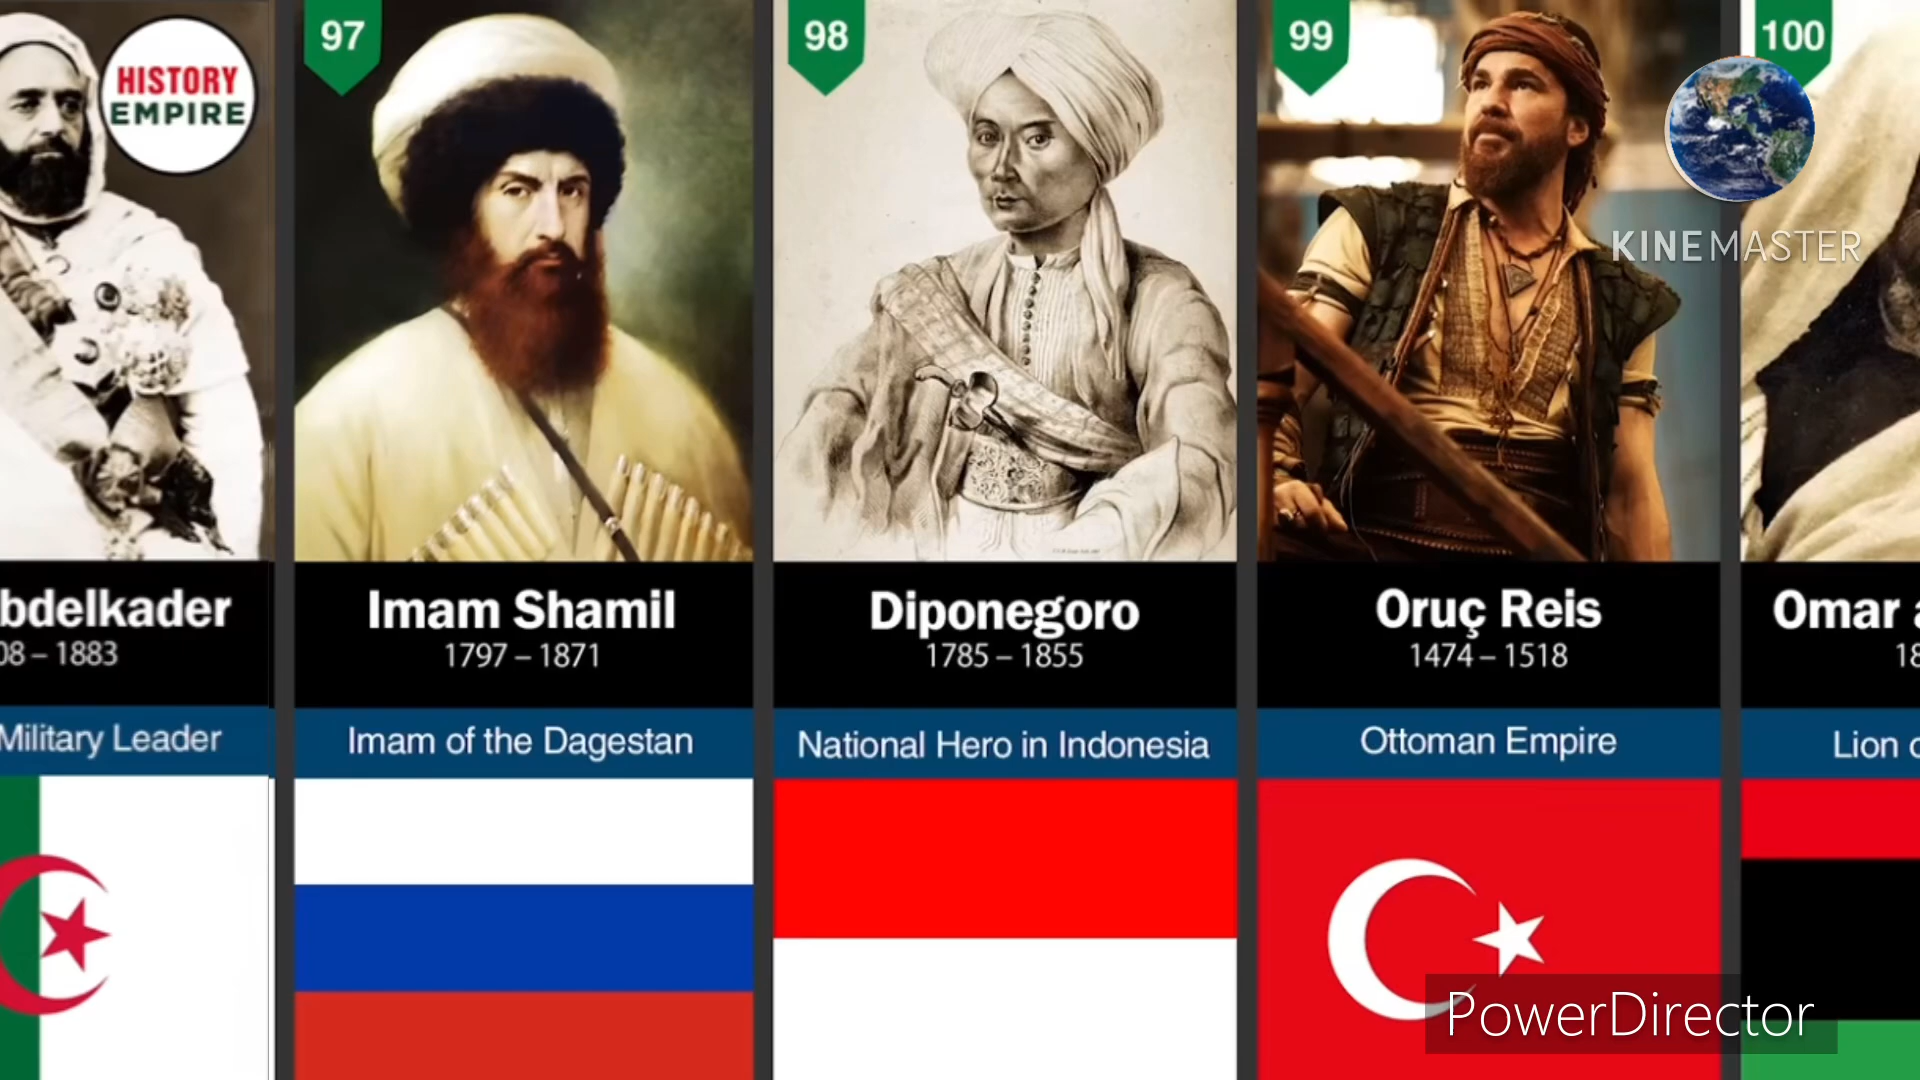 HISTORY
EMPIRE
bdelkader
08 – 1883
Military Leader
97
Imam Shamil
1797 – 1871
Imam of the Dagestan
98
Diponegoro
1785 – 1855
National Hero in Indonesia
99
Oruç Reis
1474 – 1518
Ottoman Empire
100
KINEMASTER
Omar a
18
Lion
PowerDirector